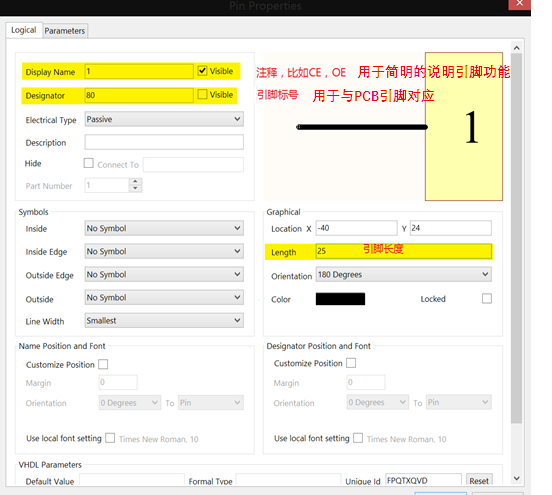 Pin Properties
Logical Parameters
Display Name 1 Visible 注释，比如CE，OE 用于简明的说明引脚功能
Designator 80 Visible 引脚标号 用于与PCB引脚对应
Electrical Type Passive
Description
Hide Connect To
Part Number 1
1
Symbols
Inside No Symbol
Inside Edge No Symbol
Outside Edge No Symbol
Outside No Symbol
Line Width Smallest
Graphical
Location X -40 Y 24
Length 25 引脚长度
Orientation 180 Degrees
Color Locked
Name Position and Font
Customize Position
Margin 0
Orientation 0 Degrees To Pin
Use local font setting Times New Roman, 10
Designator Position and Font
Customize Position
Margin 0
Orientation 0 Degrees To Pin
Use local font setting Times New Roman, 10
VHDL Parameters
Default Value Formal Type Unique Id FPQTXQVD Reset